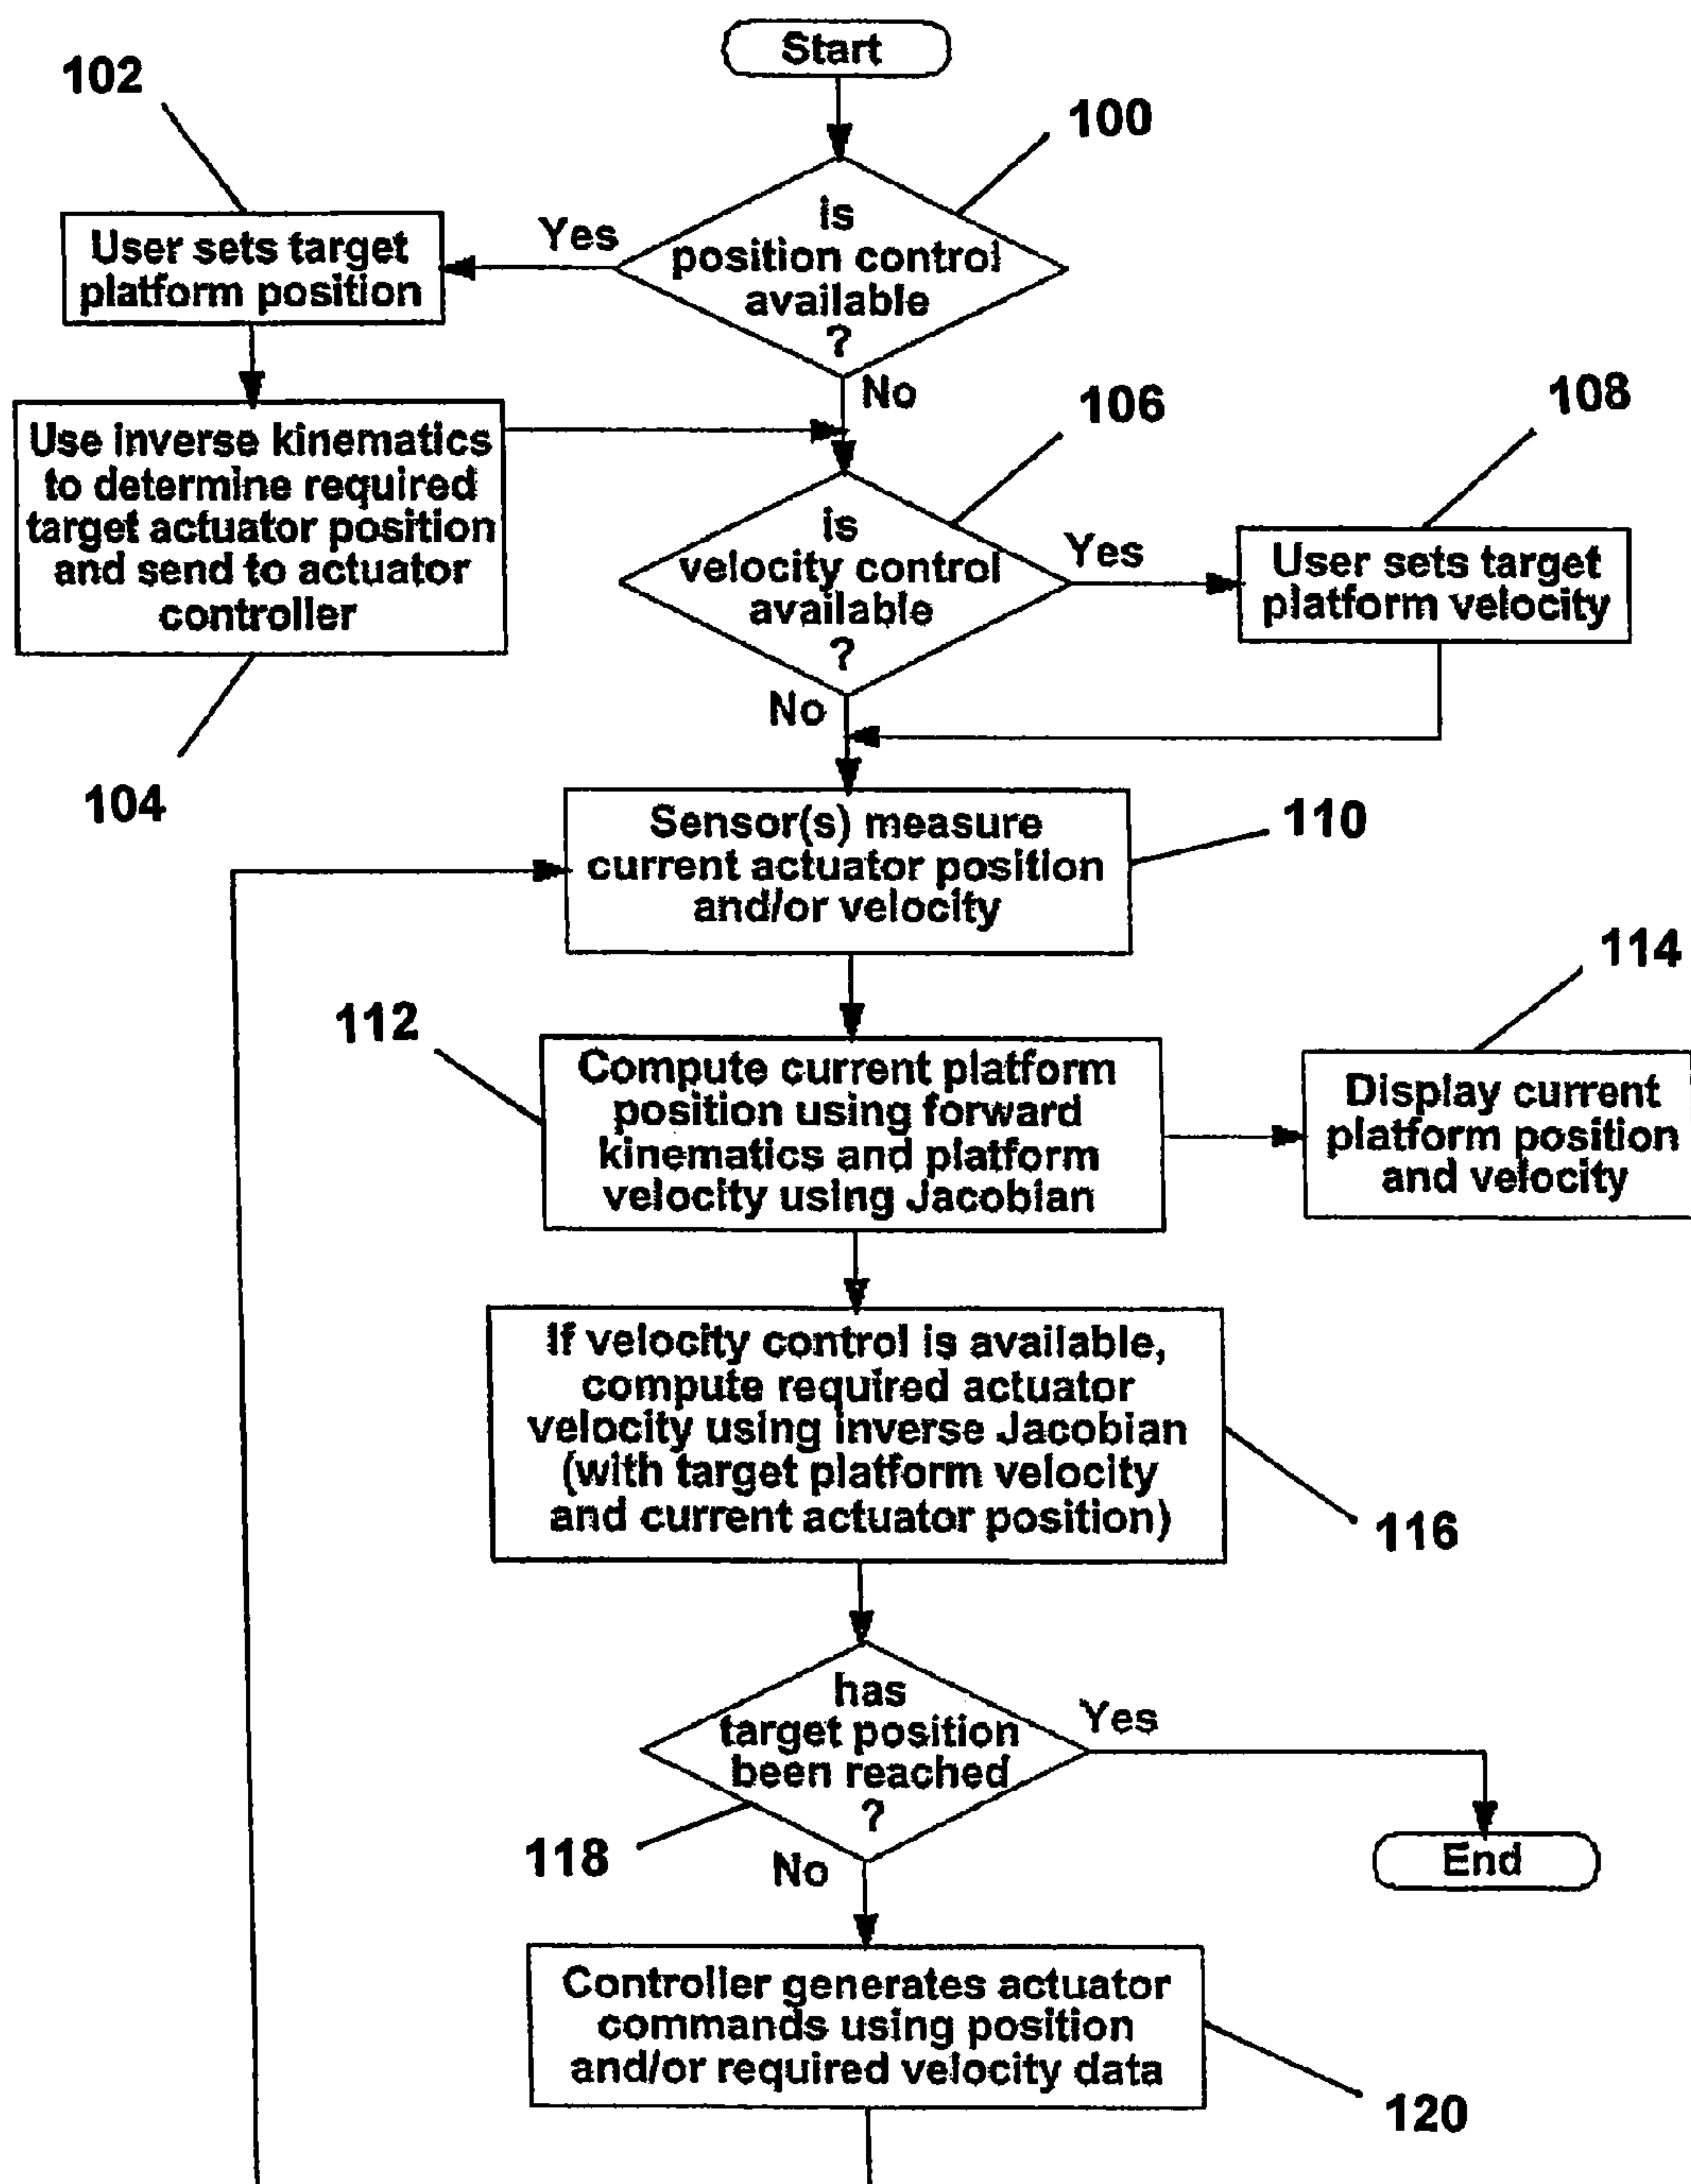 Start
102
100
is
position control
available
?
Yes
User sets target
platform position
No
106
108
Use inverse kinematics
to determine required
target actuator position
and send to actuator
controller
is
velocity control
available
?
Yes
User sets target
platform velocity
No
104
Sensor(s) measure
current actuator position
and/or velocity
110
114
112
Compute current platform
position using forward
kinematics and platform
velocity using Jacobian
Display current
platform position
and velocity
If velocity control is available,
compute required actuator
velocity using inverse Jacobian
(with target platform velocity
and current actuator position)
116
has
target position
been reached
?
Yes
118
No
End
Controller generates actuator
commands using position
and/or required velocity data
120